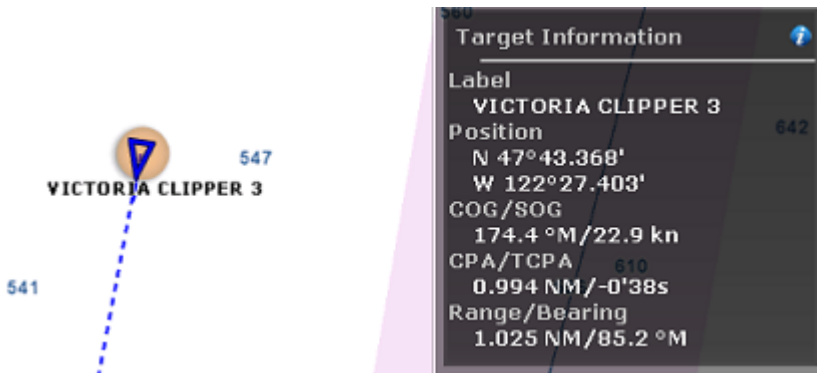 547
VICTORIA CLIPPER 3
541
560
Target Information
Label
VICTORIA CLIPPER 3
Position
642
N 47°43.368'
W 122°27.403'
COG/SOG
174.4 °M/22.9 kn
CPA/TCPA
610
0.994 NM/-0'38s
Range/Bearing
1.025 NM/85.2 °M